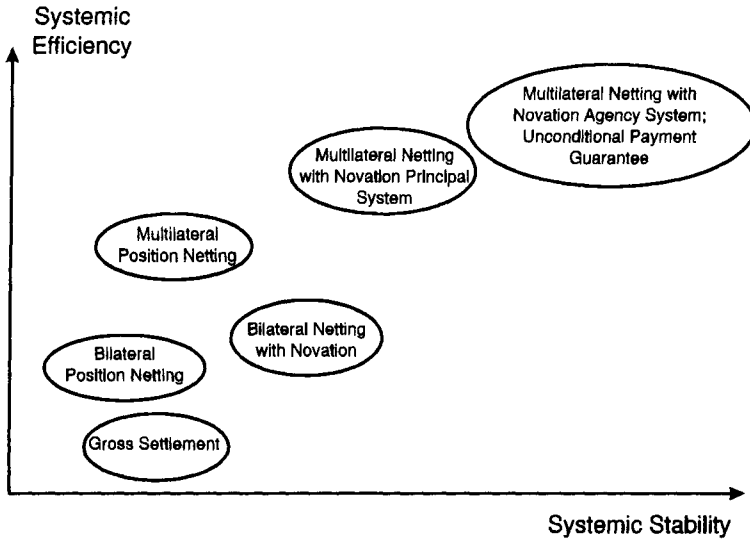 Systemic
Efficiency
Multilateral Netting with
Novation Agency System;
Unconditional Payment
Guarantee
Multilateral Netting
with Novation Principal
System
Multilateral
Position Netting
Bilateral Netting
with Novation
Bilateral
Position Netting
Gross Settlement
Systemic Stability